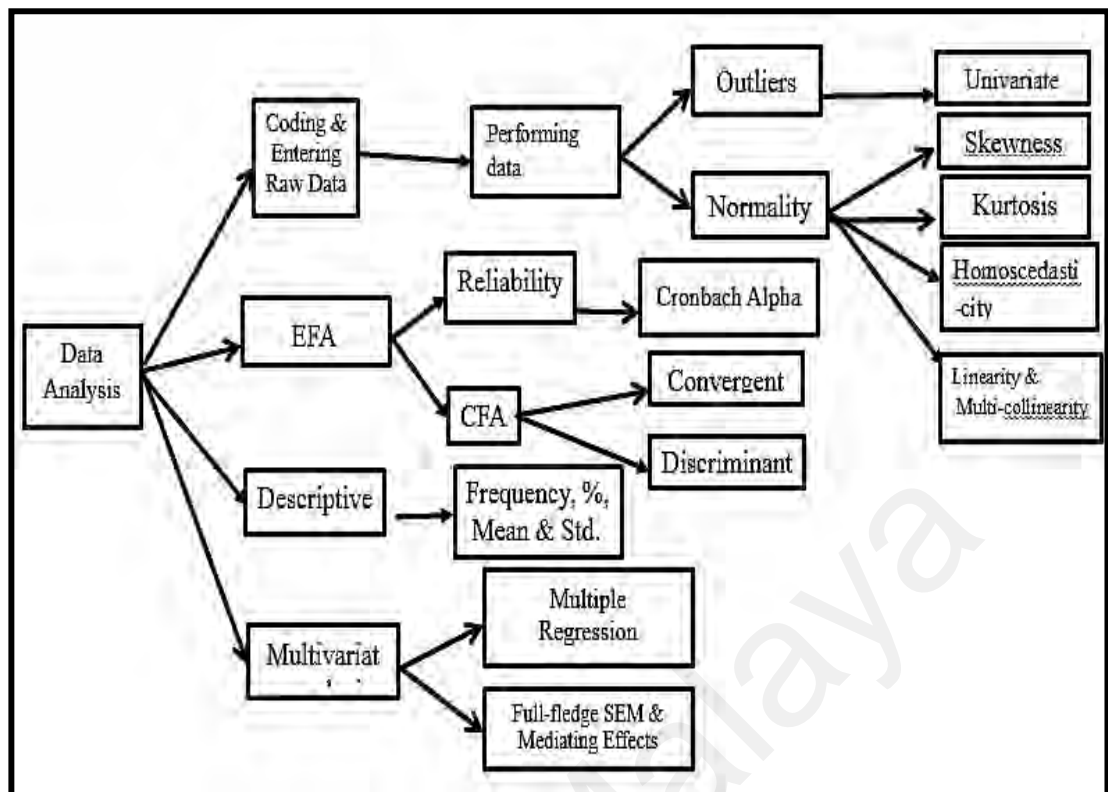 Outliers
Univariate
Coding &
Entering
Raw Data
Performing
data
Skewness
Normality
Kurtosis
Homoscedasti
-city
Linearity &
Multi-collinearity
Reliability
Cronbach Alpha
EFA
Data
Analysis
CFA
Convergent
Discriminant
Descriptive
Frequency, %,
Mean & Std.
Multivariat
Multiple
Regression
Full-fledge SEM &
Mediating Effects
Malaya